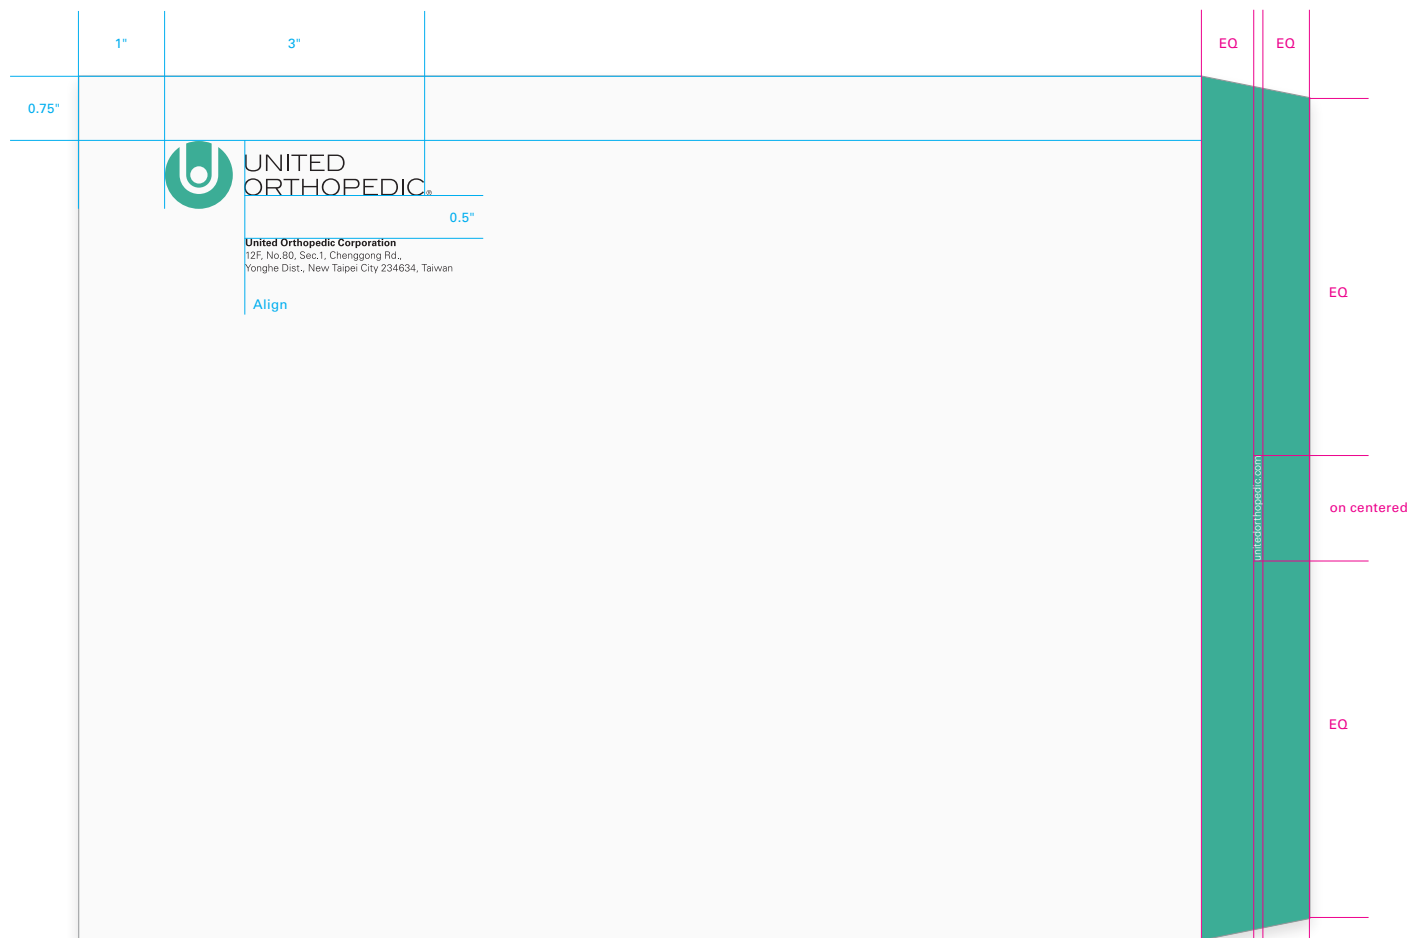 1"
3"
EQ
EQ
0.75"
UNITED
ORTHOPEDIC®
0.5"
United Orthopedic Corporation
12F, No.80, Sec.1, Chenggong Rd.,
Yonghe Dist., New Taipei City 234634, Taiwan
Align
EQ
unitedorthopedic.com
on centered
EQ